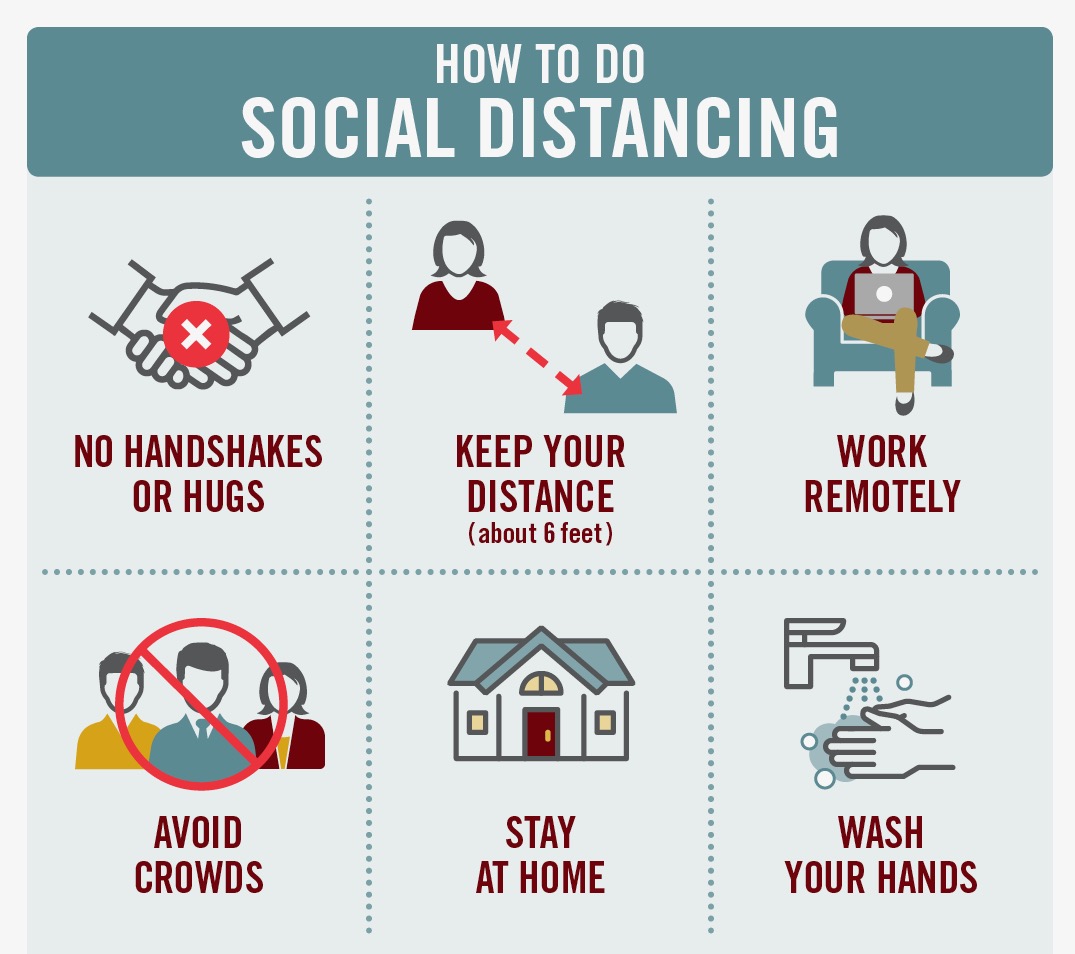 HOW TO DO
SOCIAL DISTANCING
NO HANDSHAKES
OR HUGS
KEEP YOUR
DISTANCE
(about 6 feet)
WORK
REMOTELY
AVOID
CROWDS
STAY
AT HOME
WASH
YOUR HANDS